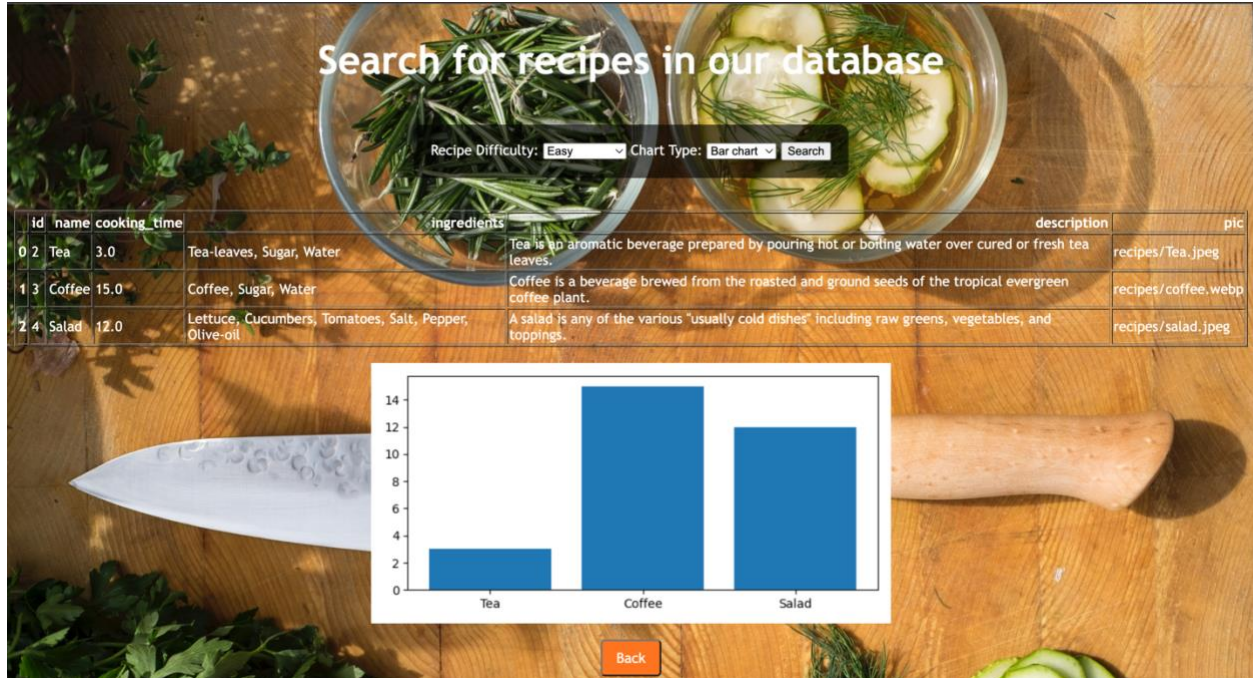 Search for recipes in our database
Recipe Difficulty: Easy Chart Type: Bar chart Search
id name cooking_time ingredients description pic
0 2 Tea 3.0 Tea-leaves, Sugar, Water Tea is an aromatic beverage prepared by pouring hot or boiling water over cured or fresh tea
leaves. recipes/Tea.jpeg
1 3 Coffee 15.0 Coffee, Sugar, Water Coffee is a beverage brewed from the roasted and ground seeds of the tropical evergreen
coffee plant. recipes/coffee.webp
2 4 Salad 12.0 Lettuce, Cucumbers, Tomatoes, Salt, Pepper,
Olive-oil A salad is any of the various "usually cold dishes" including raw greens, vegetables, and
toppings. recipes/salad.jpeg
14
12
10
8
6
4
2
0
Tea Coffee Salad
Back